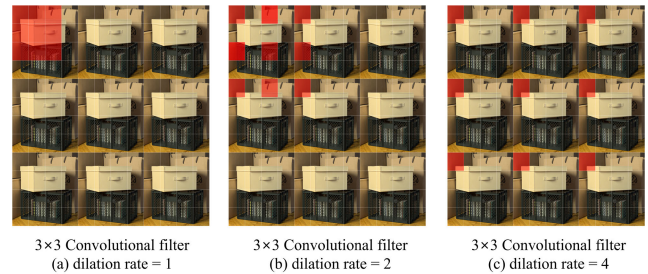 3×3 Convolutional filter
(a) dilation rate = 1
3×3 Convolutional filter
(b) dilation rate = 2
3×3 Convolutional filter
(c) dilation rate = 4